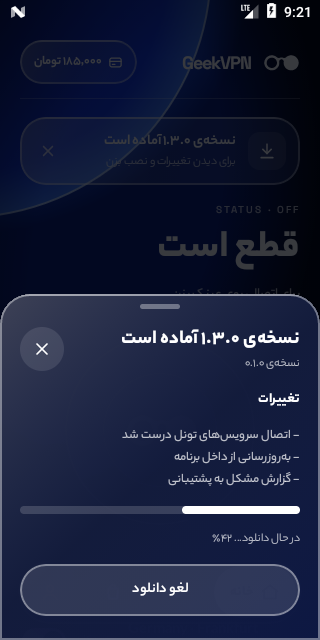 9:21
LTE
GeekVPN
۱۸۵,۰۰۰ تومان
نسخه‌ی ۱.۳.۰ آماده است
برای دیدن تغییرات و نصب بزن
STATUS · OFF
قطع است
نسخه‌ی ۱.۳.۰ آماده است
نسخه‌ی ۰.۱.۰
تغییرات
- اتصال سرویس‌های تونل درست شد
- به‌روزرسانی از داخل برنامه
- گزارش مشکل به پشتیبانی
در حال دانلود... ۴۲٪
لغو دانلود